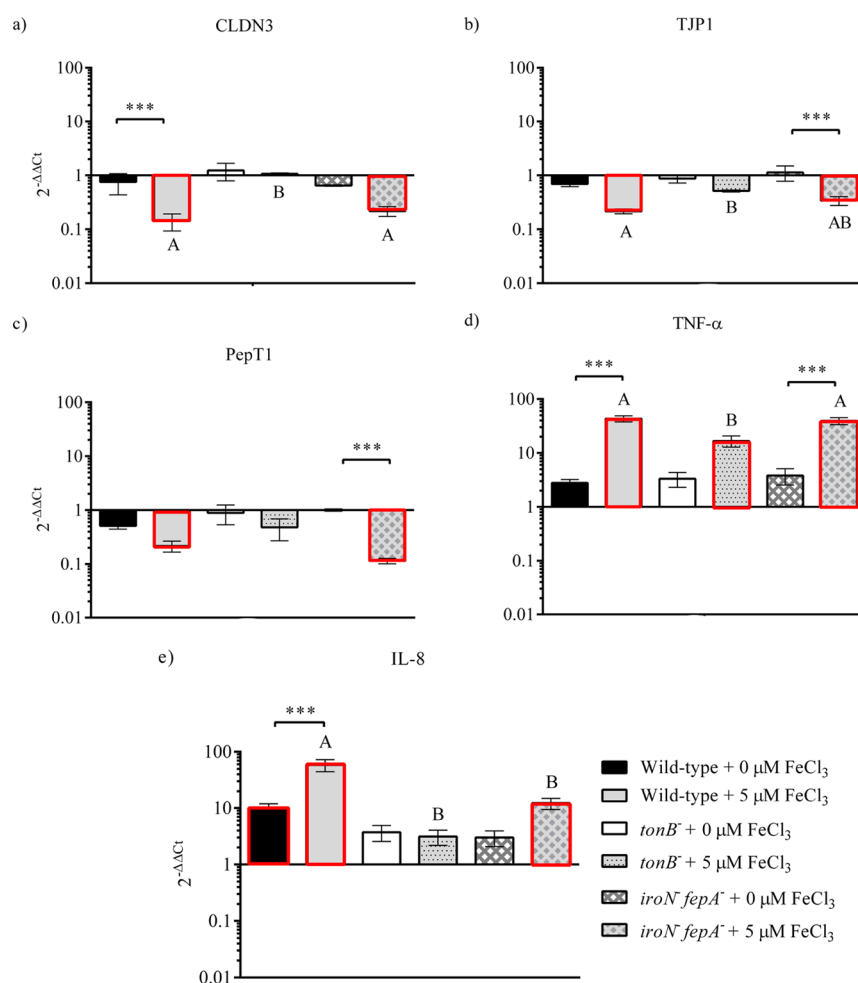 a)
CLDN3
100
10
1
0.1
0.01
2^-ΔΔCt
***
A
B
A
b)
TJP1
100
10
1
0.1
0.01
***
A
B
AB
c)
PepT1
100
10
1
0.1
0.01
2^-ΔΔCt
***
d)
TNF-α
100
10
1
0.1
0.01
***
***
A
B
A
e)
IL-8
100
10
1
0.1
0.01
2^-ΔΔCt
***
A
B
B
Wild-type + 0 μM FeCl₃
Wild-type + 5 μM FeCl₃
tonB⁻ + 0 μM FeCl₃
tonB⁻ + 5 μM FeCl₃
iroN⁻ fepA⁻ + 0 μM FeCl₃
iroN⁻ fepA⁻ + 5 μM FeCl₃